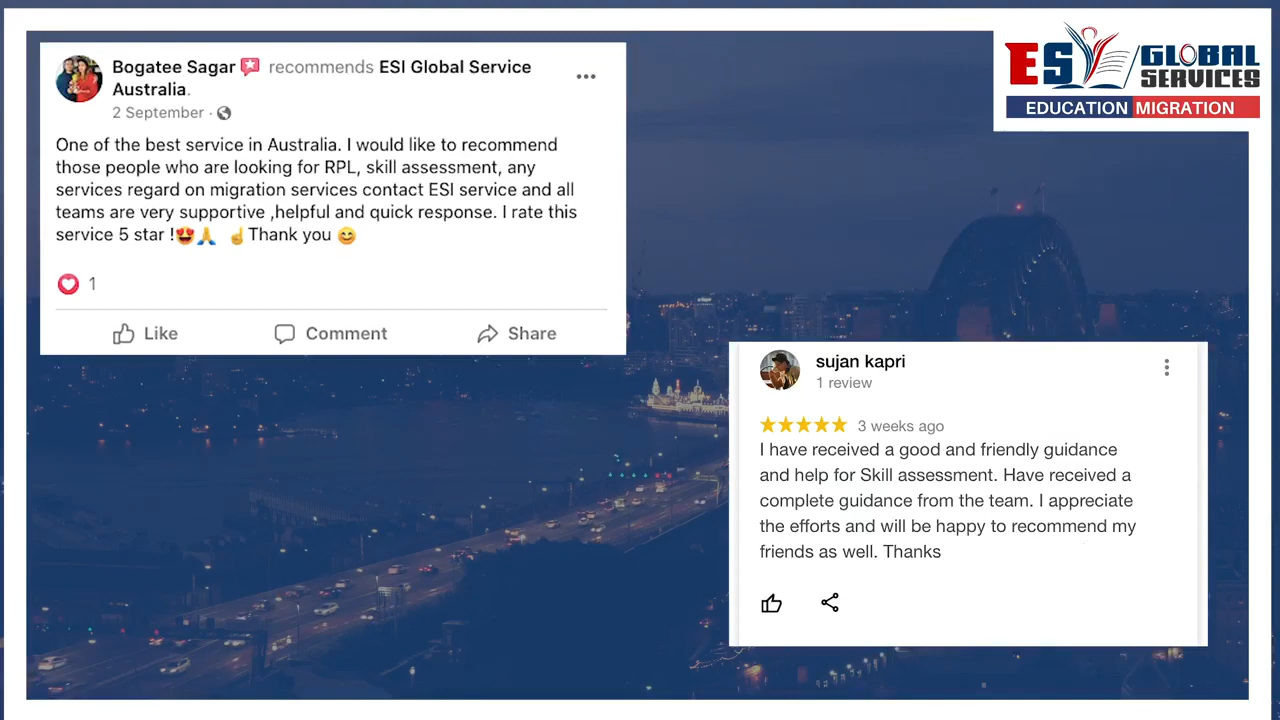 Bogatee Sagar recommends ESI Global Service
Australia.
2 September ·
One of the best service in Australia. I would like to recommend
those people who are looking for RPL, skill assessment, any
services regard on migration services contact ESI service and all
teams are very supportive ,helpful and quick response. I rate this
service 5 star !😍🙏 ☝️Thank you 😊
1
Like Comment Share
ESI GLOBAL
SERVICES
EDUCATION MIGRATION
sujan kapri
1 review
3 weeks ago
I have received a good and friendly guidance
and help for Skill assessment. Have received a
complete guidance from the team. I appreciate
the efforts and will be happy to recommend my
friends as well. Thanks